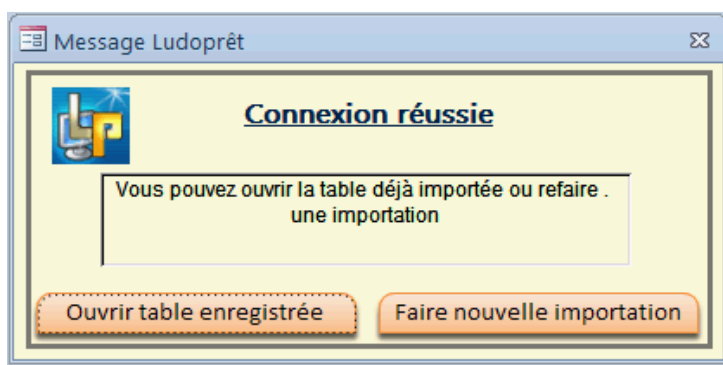 Message Ludoprêt
Connexion réussie
Vous pouvez ouvrir la table déjà importée ou refaire .
une importation
Ouvrir table enregistrée
Faire nouvelle importation